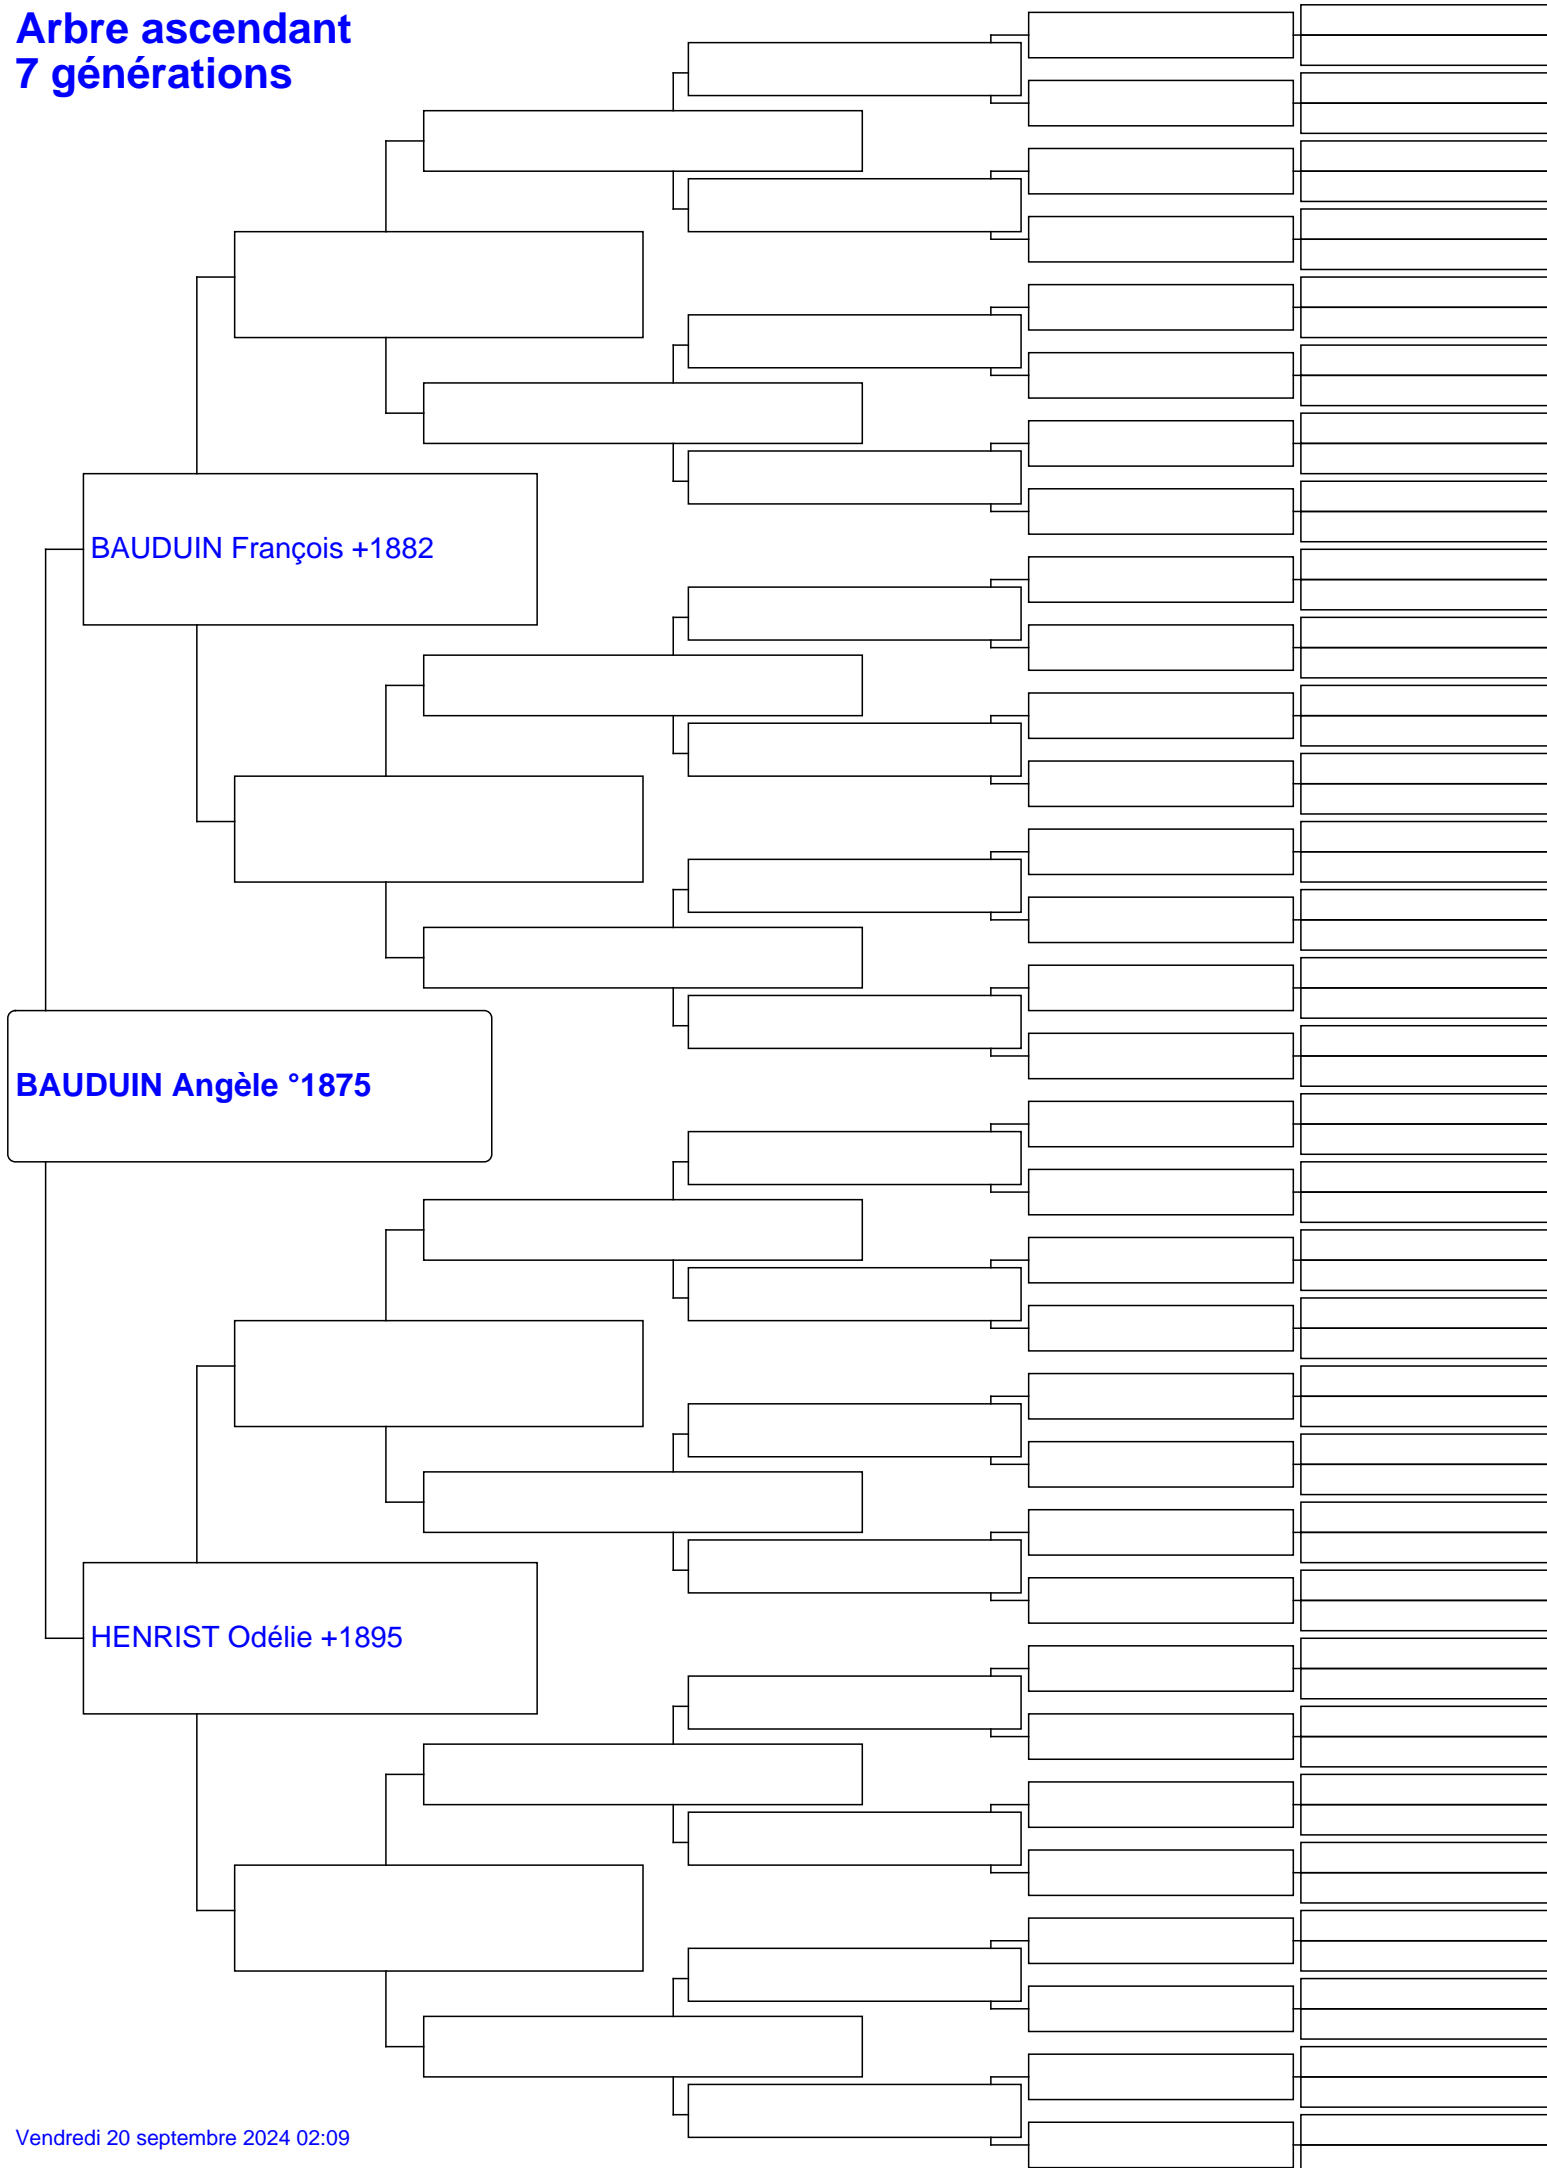 Arbre ascendant
7 générations
BAUDUIN François +1882
BAUDUIN Angèle °1875
HENRIST Odélie +1895
Vendredi 20 septembre 2024 02:09